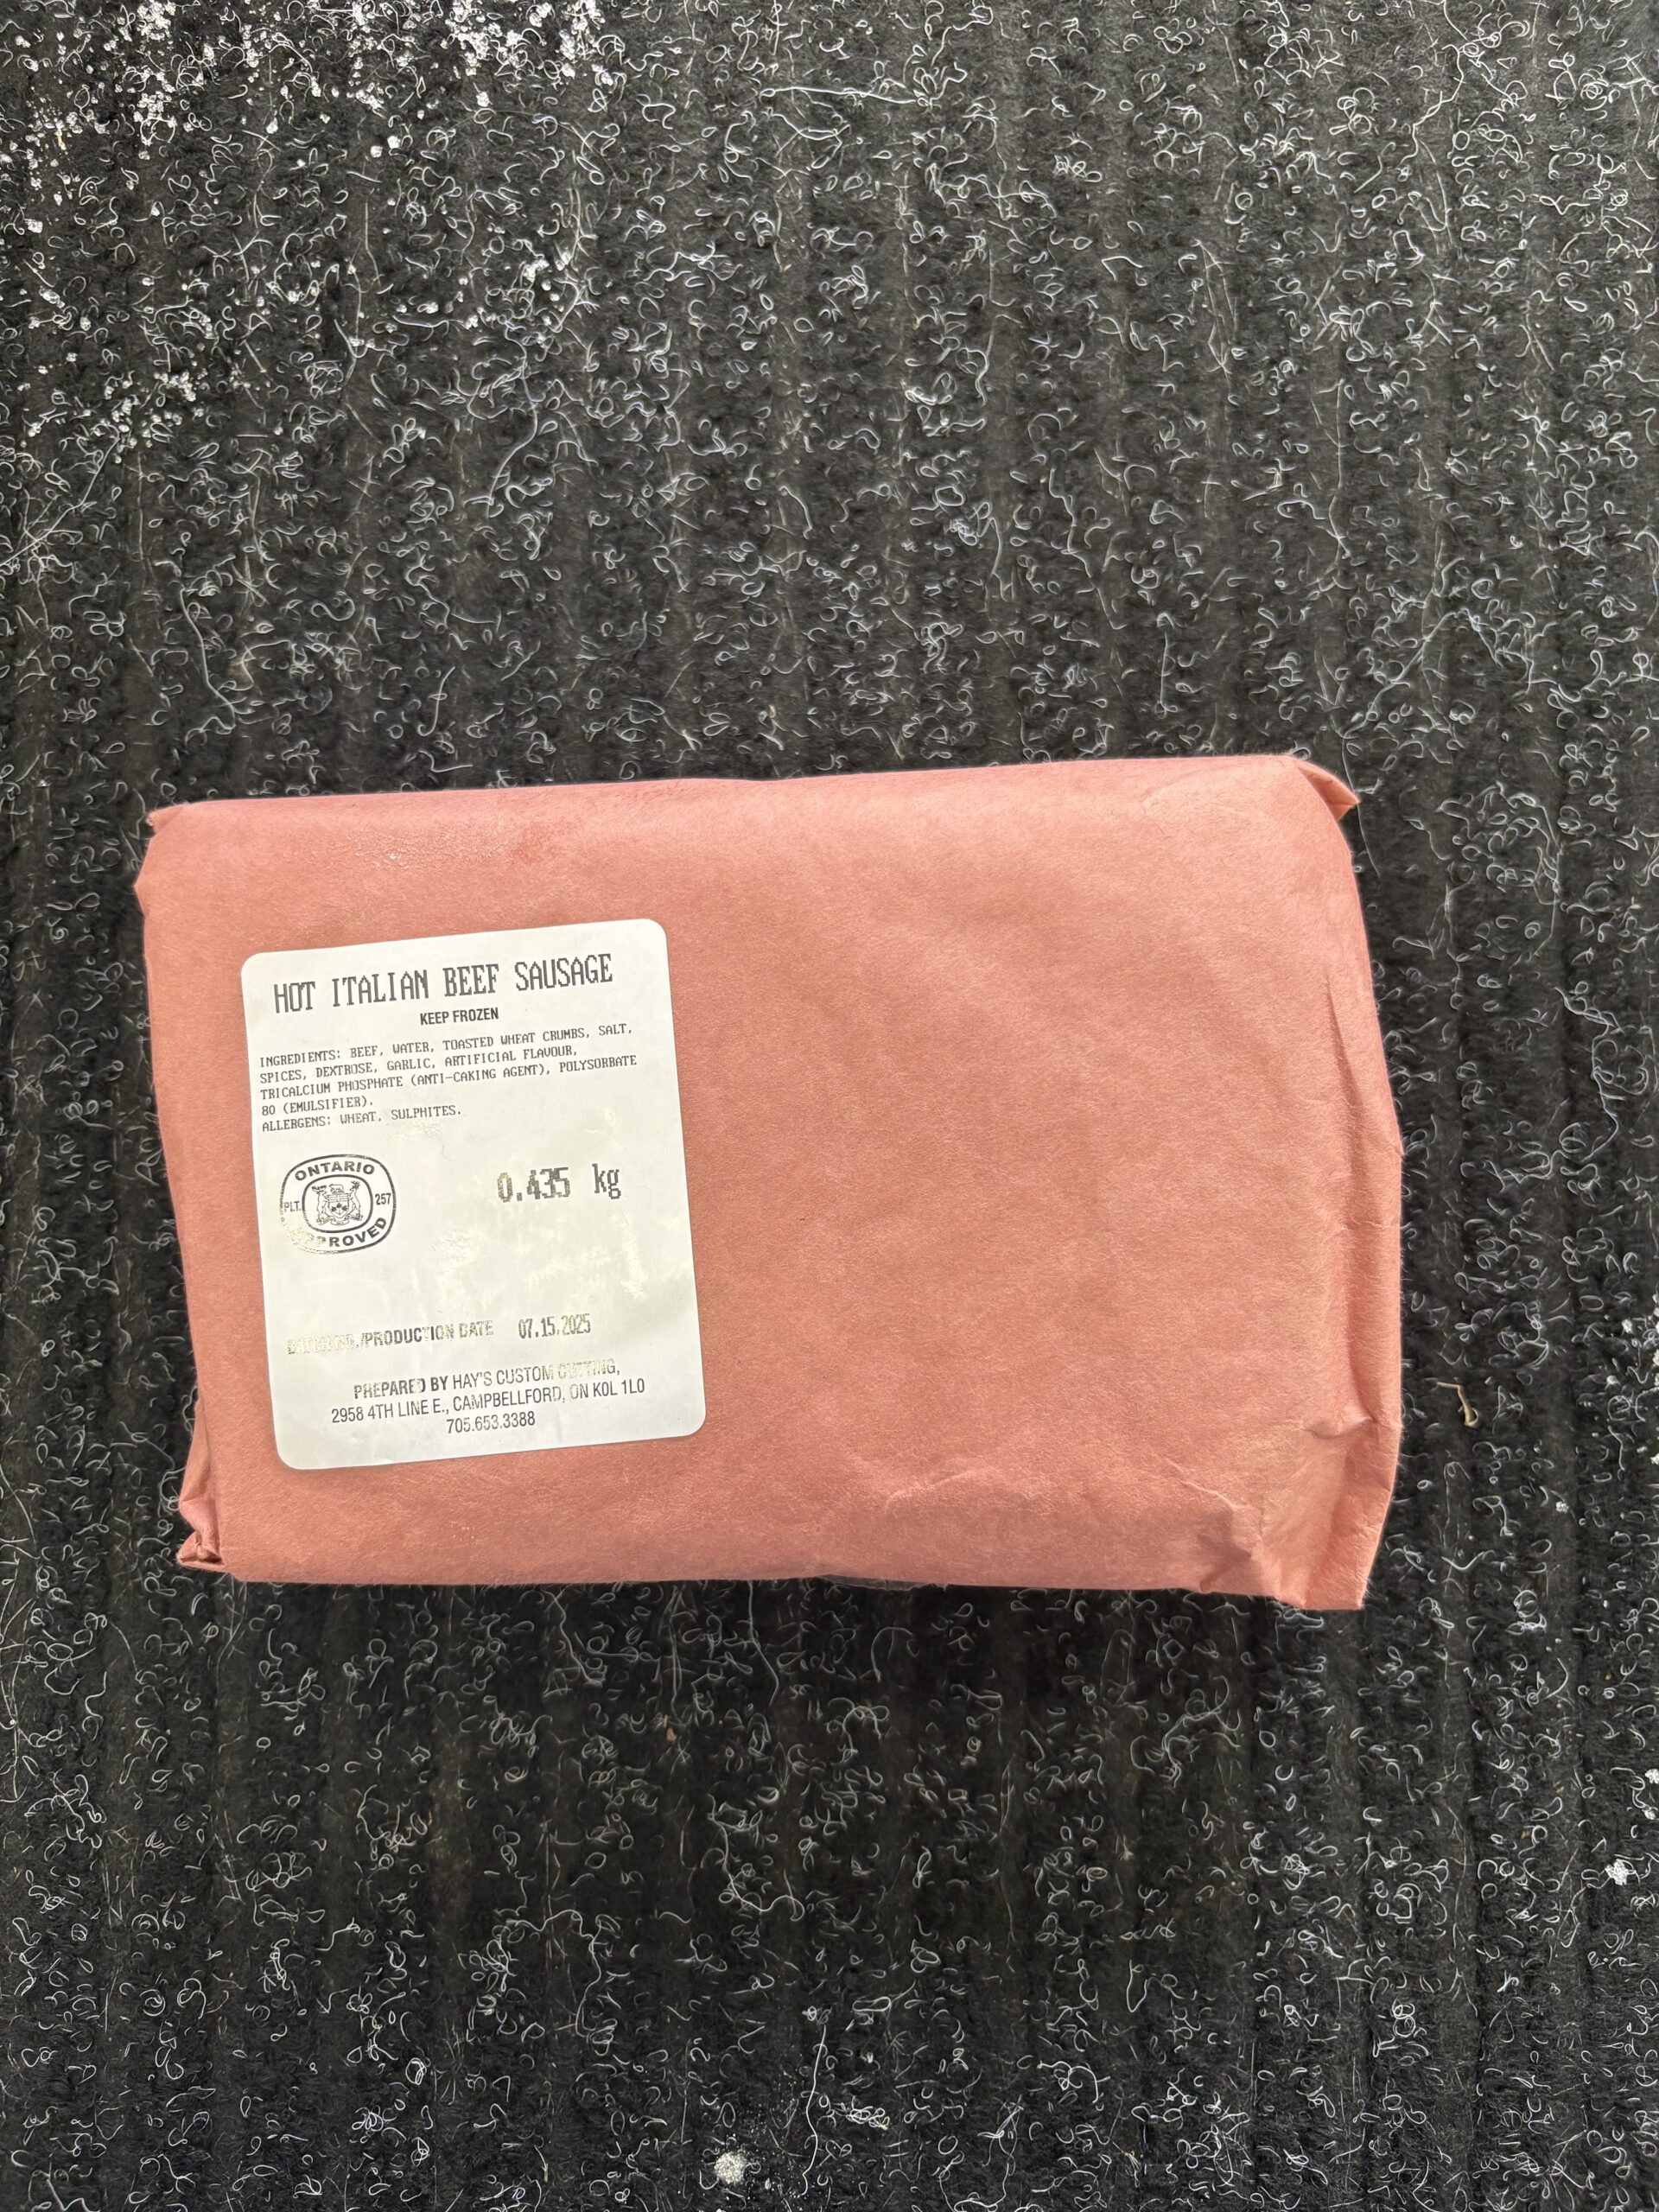 HOT ITALIAN BEEF SAUSAGE
KEEP FROZEN
INGREDIENTS: BEEF, WATER, TOASTED WHEAT CRUMBS, SALT,
SPICES, DEXTROSE, GARLIC, ARTIFICIAL FLAVOUR,
TRICALCIUM PHOSPHATE (ANTI-CAKING AGENT), POLYSORBATE
80 (EMULSIFIER).
ALLERGENS: WHEAT, SULPHITES.
ONTARIO
PLT. 257
APPROVED
0.435 kg
/PRODUCTION DATE 07.15.2025
PREPARED BY HAY'S CUSTOM CUTTING,
2958 4TH LINE E., CAMPBELLFORD, ON K0L 1L0
705.653.3388